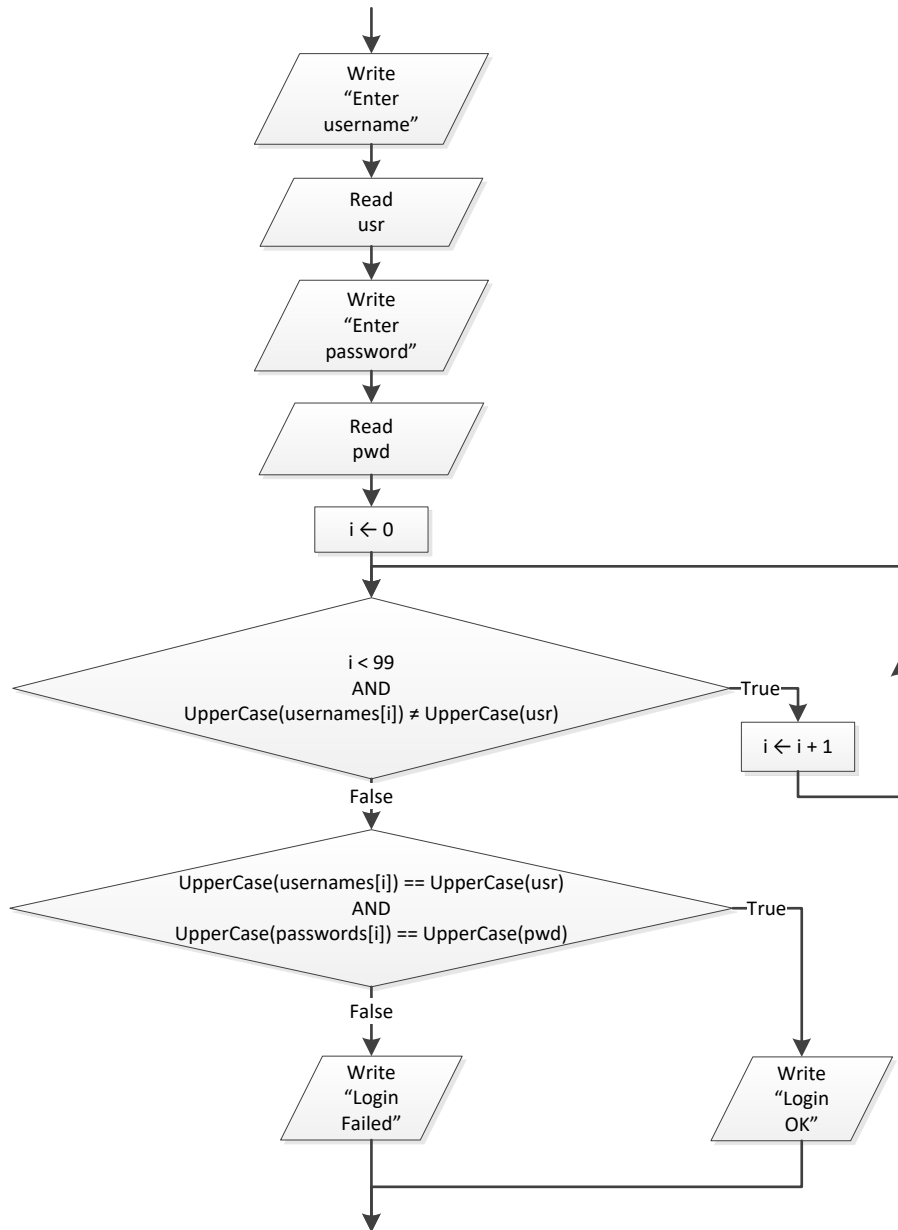 Write
“Enter
username”
Read
usr
Write
“Enter
password”
Read
pwd
i ← 0
i < 99
AND
UpperCase(usernames[i]) ≠ UpperCase(usr)
True
i ← i + 1
False
UpperCase(usernames[i]) == UpperCase(usr)
AND
UpperCase(passwords[i]) == UpperCase(pwd)
True
False
Write
“Login
Failed”
Write
“Login
OK”